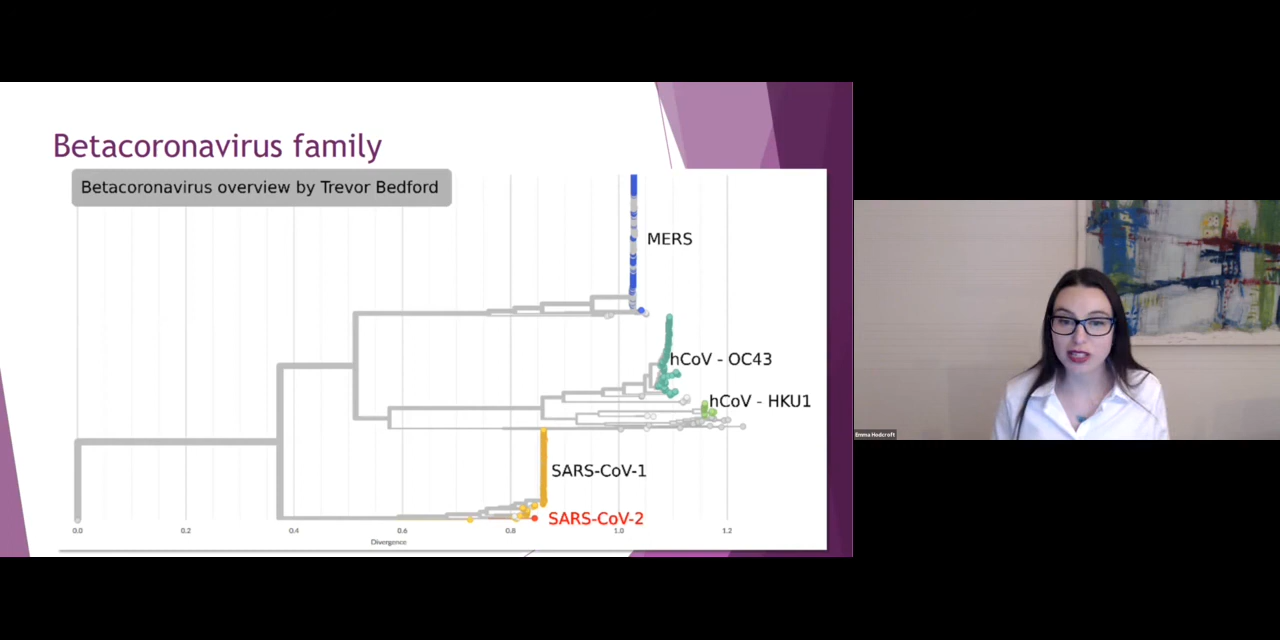 Betacoronavirus family
Betacoronavirus overview by Trevor Bedford
MERS
hCoV - OC43
hCoV - HKU1
SARS-CoV-1
SARS-CoV-2
0.0 0.2 0.4 0.6 0.8 1.0 1.2
Divergence
Emma Hodcroft